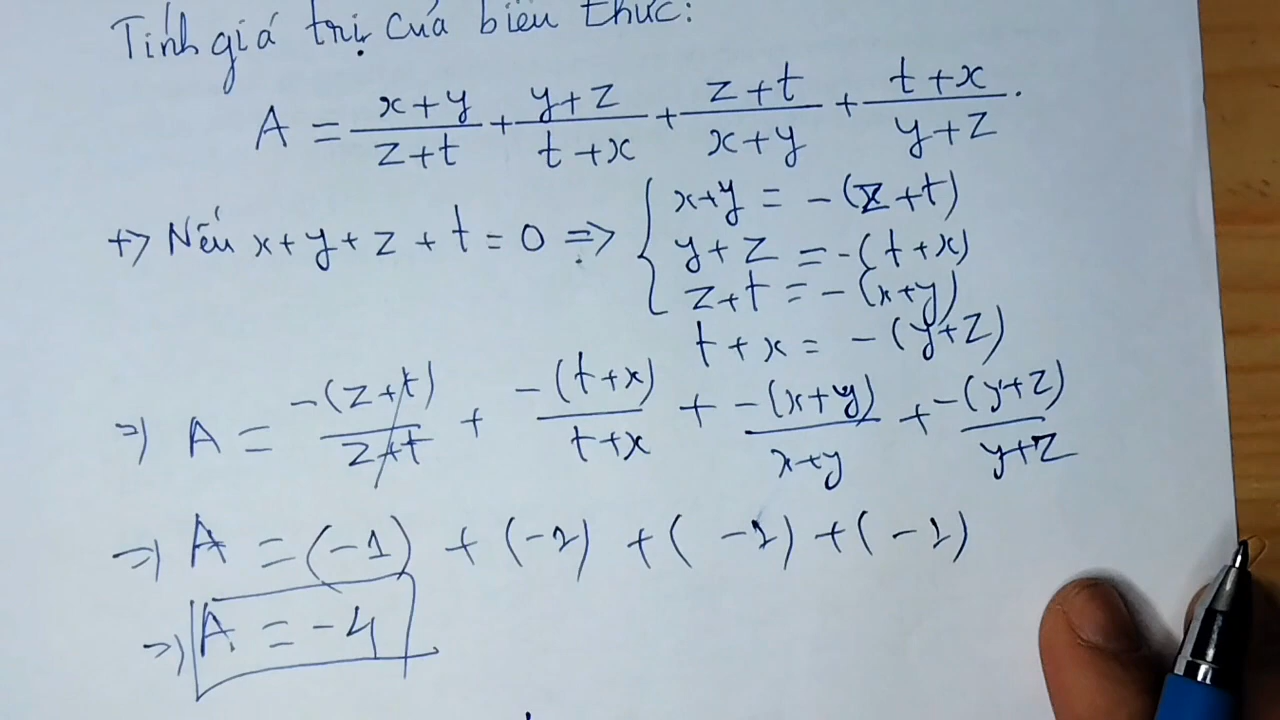 Tính giá trị của biểu thức:
A = (x+y)/(z+t) + (y+z)/(t+x) + (z+t)/(x+y) + (t+x)/(y+z).
+> Nếu x+y+z+t=0 => { x+y = -(z+t)
y+z = -(t+x)
z+t = -(x+y)
t+x = -(y+z)
=> A = -(z+t)/(z+t) + -(t+x)/(t+x) + -(x+y)/(x+y) + -(y+z)/(y+z)
=> A = (-1) + (-1) + (-1) + (-1)
=> A = -4